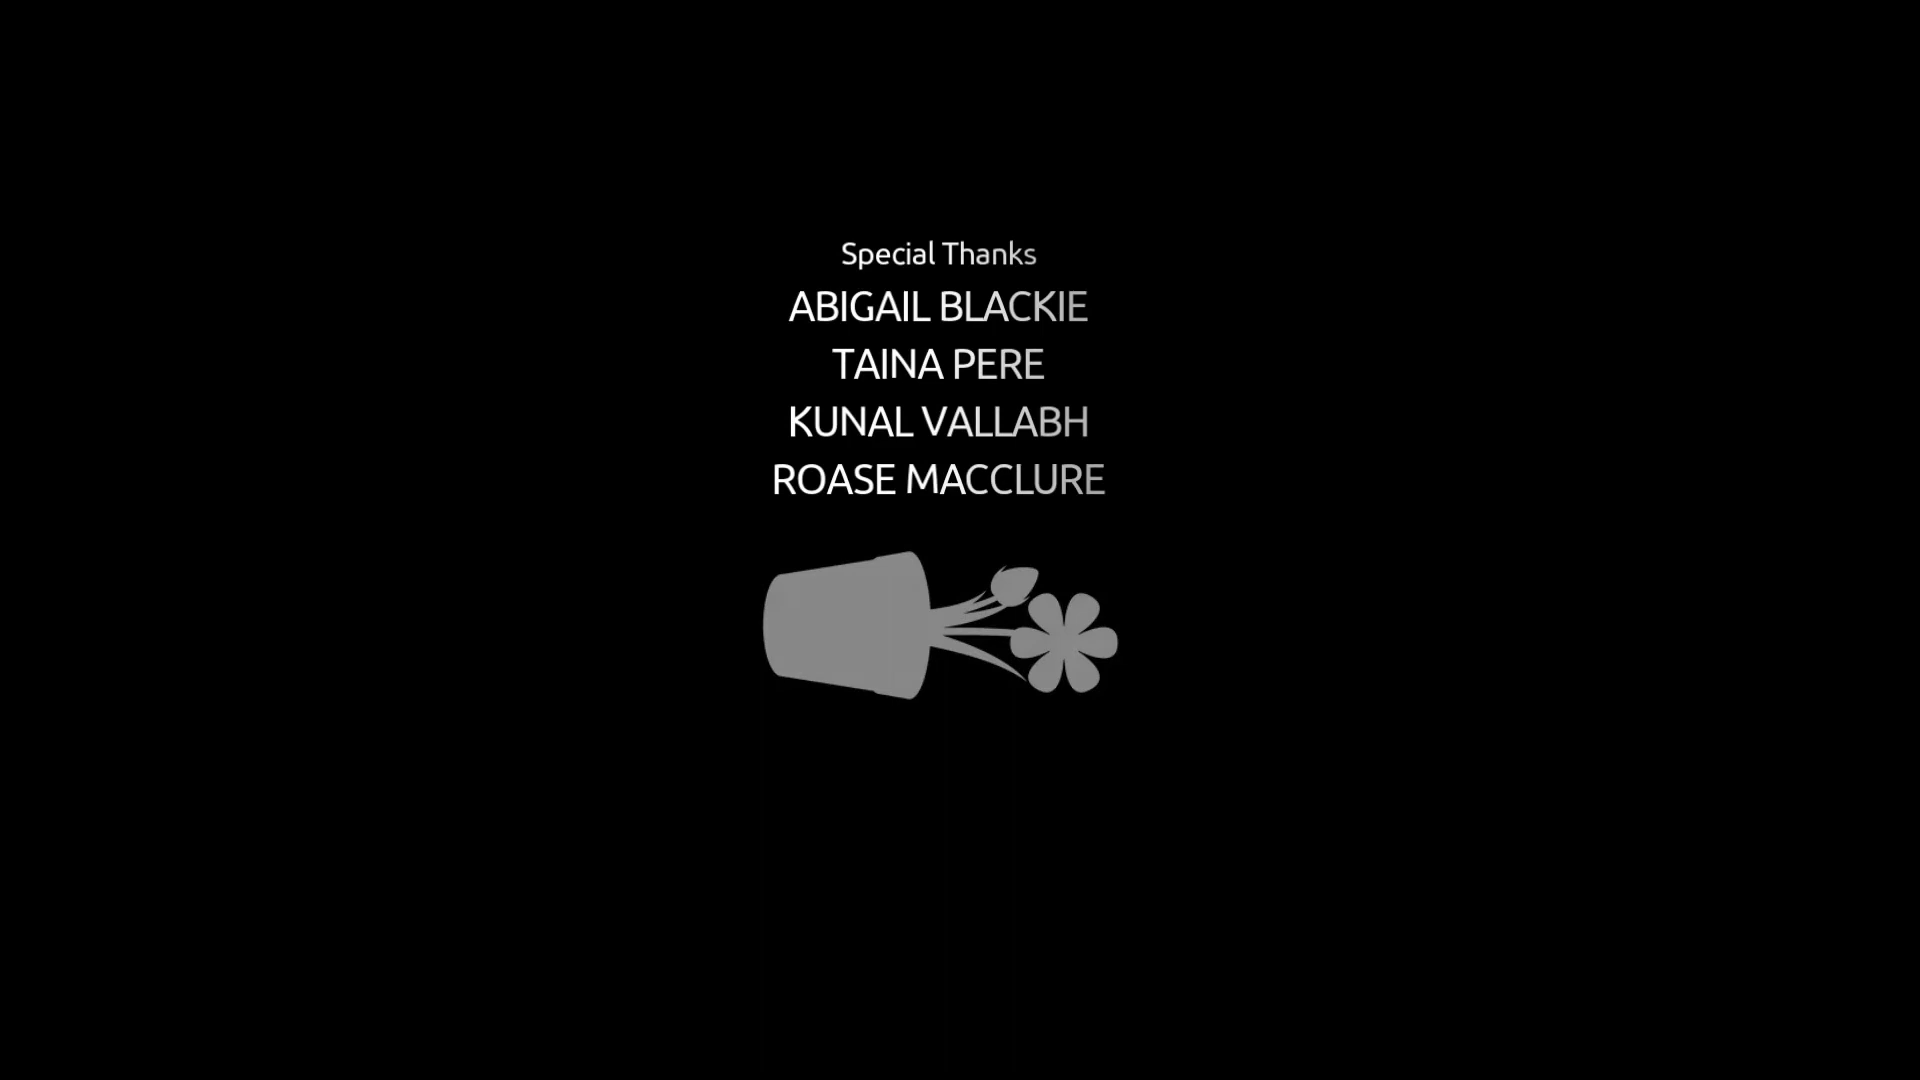 Special Thanks
ABIGAIL BLACKIE
TAINA PERE
KUNAL VALLABH
ROASE MACCLURE